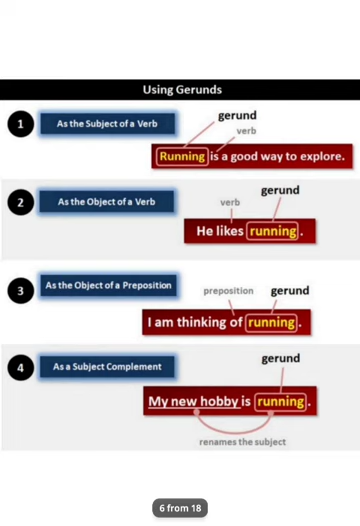 Using Gerunds
1
As the Subject of a Verb
gerund
verb
Running is a good way to explore.
2
As the Object of a Verb
gerund
verb
He likes running.
3
As the Object of a Preposition
preposition
gerund
I am thinking of running.
4
As a Subject Complement
gerund
My new hobby is running.
renames the subject
6 from 18